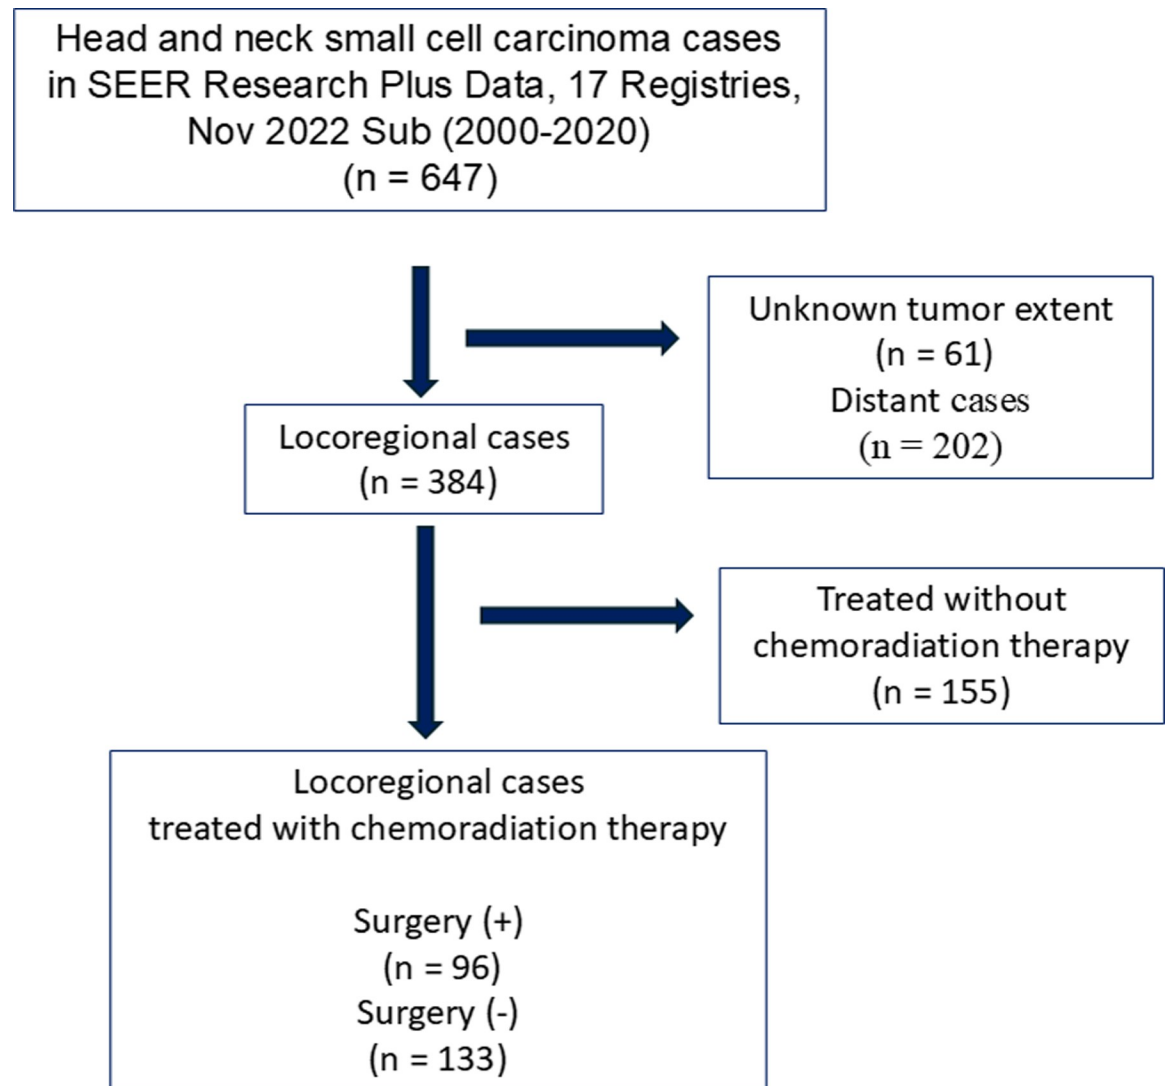 Head and neck small cell carcinoma cases
in SEER Research Plus Data, 17 Registries,
Nov 2022 Sub (2000-2020)
(n = 647)
Unknown tumor extent
(n = 61)
Distant cases
(n = 202)
Locoregional cases
(n = 384)
Treated without
chemoradiation therapy
(n = 155)
Locoregional cases
treated with chemoradiation therapy
Surgery (+)
(n = 96)
Surgery (-)
(n = 133)